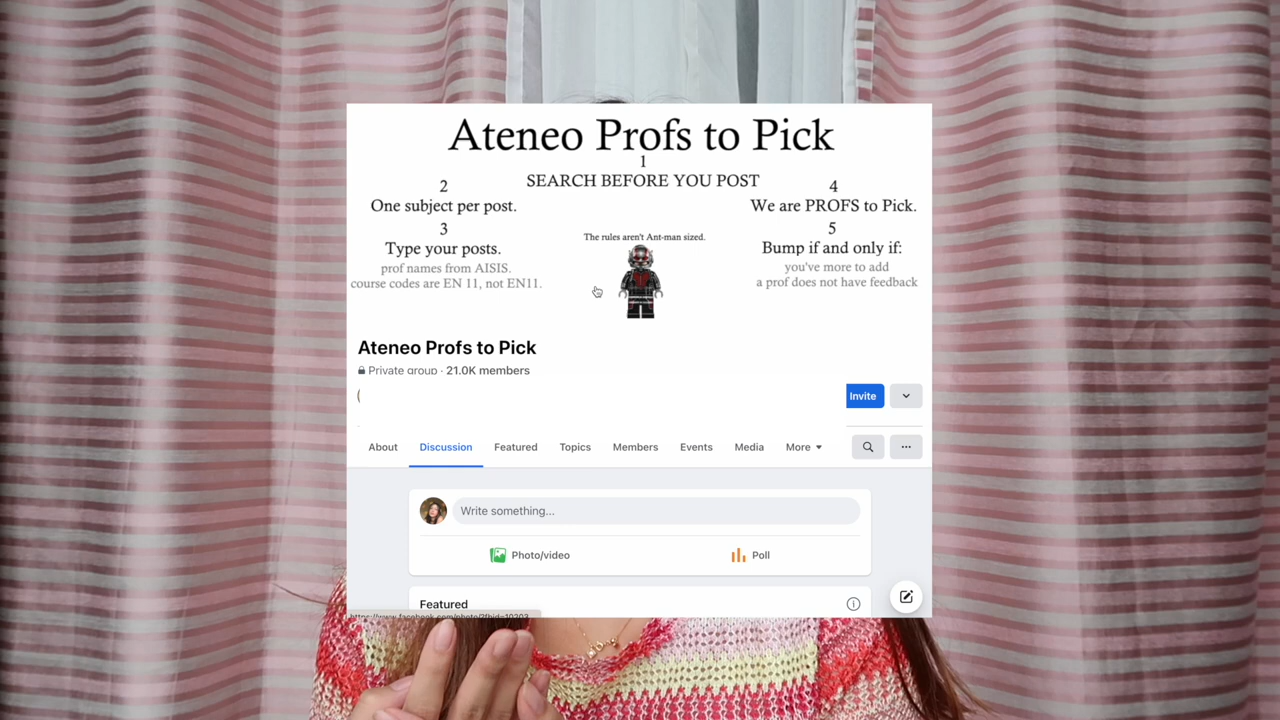 Ateneo Profs to Pick
1
SEARCH BEFORE YOU POST
2
One subject per post.
3
Type your posts.
prof names from AISIS.
course codes are EN 11, not EN11.
The rules aren't Ant-man sized.
4
We are PROFS to Pick.
5
Bump if and only if:
you've more to add
a prof does not have feedback
Ateneo Profs to Pick
Private group · 21.0K members
Invite
About Discussion Featured Topics Members Events Media More
Write something...
Photo/video Poll
Featured